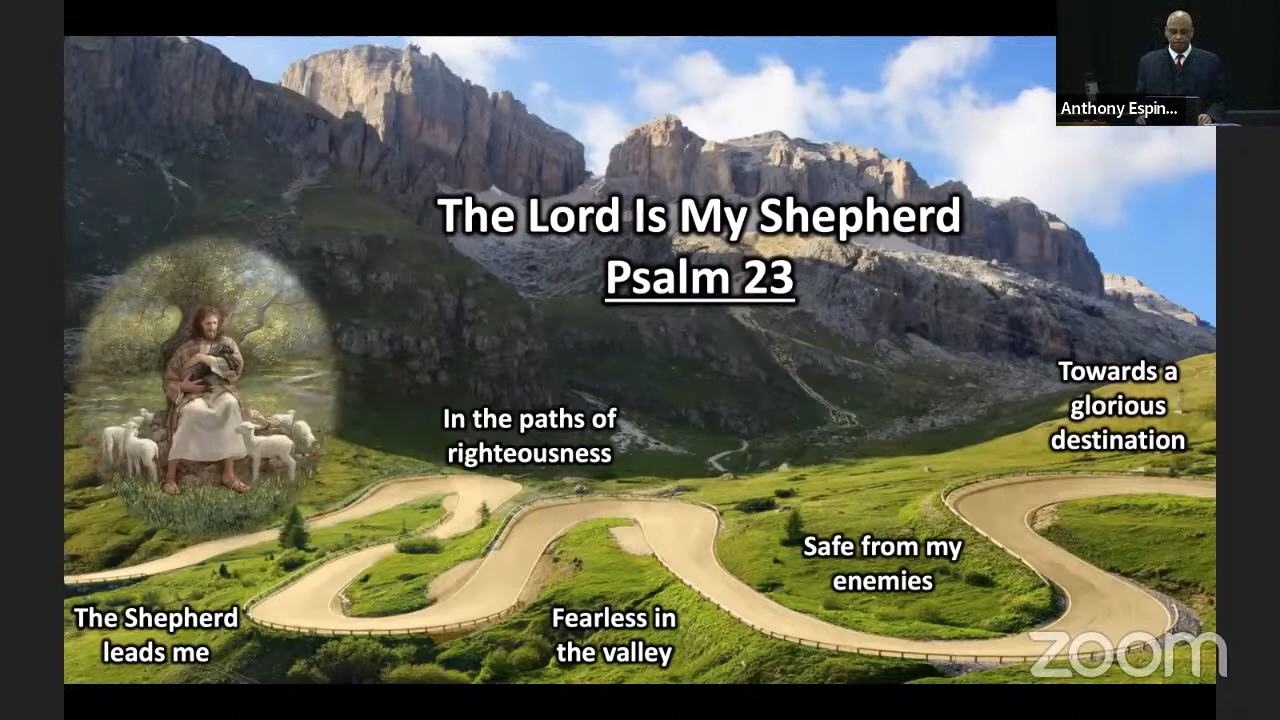 Anthony Espin...
The Lord Is My Shepherd
Psalm 23
Towards a
glorious
destination
In the paths of
righteousness
Safe from my
enemies
The Shepherd
leads me
Fearless in
the valley
zoom